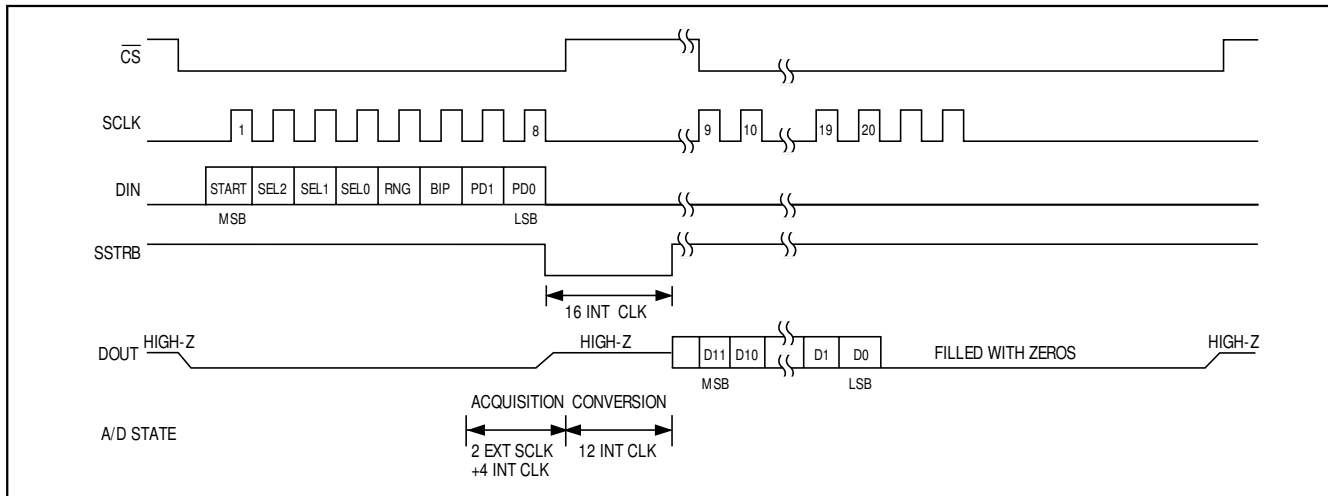 CS
SCLK
1
8
9
10
19
20
DIN
START SEL2 SEL1 SEL0 RNG BIP PD1 PD0
MSB
LSB
SSTRB
16 INT CLK
DOUT
HIGH-Z
HIGH-Z
D11 D10
D1 D0
FILLED WITH ZEROS
HIGH-Z
MSB
LSB
A/D STATE
ACQUISITION
CONVERSION
2 EXT SCLK
+4 INT CLK
12 INT CLK